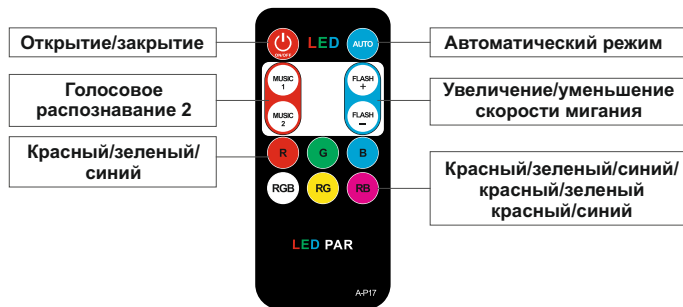 Открытие/закрытие
Голосовое
распознавание 2
Красный/зеленый/
синий
ON/OFF
LED
AUTO
MUSIC
1
FLASH
+
MUSIC
2
FLASH
−
R
G
B
RGB
RG
RB
LED PAR
A-P17
Автоматический режим
Увеличение/уменьшение
скорости мигания
Красный/зеленый/синий/
красный/зеленый
красный/синий